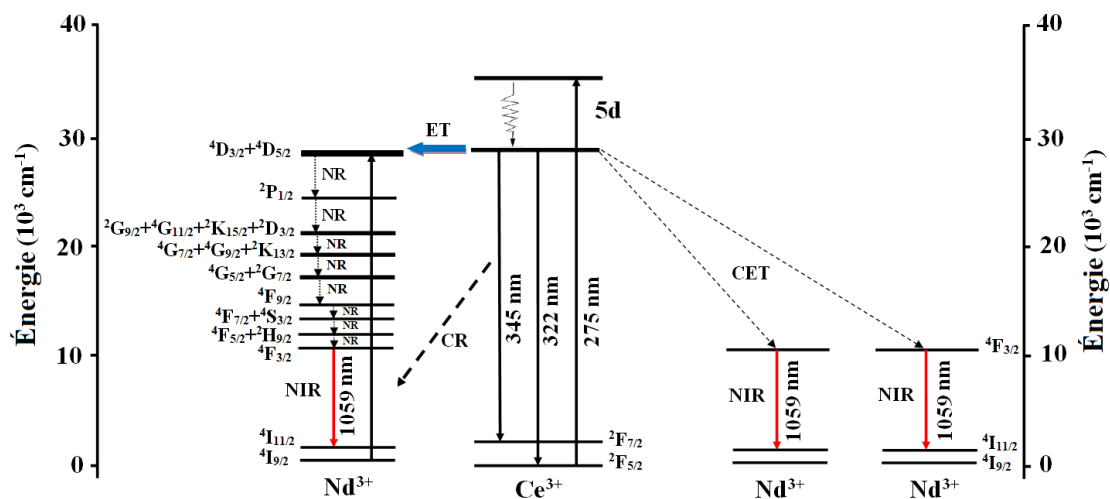 Énergie (10³ cm⁻¹)
40
30
20
10
0
⁴D₃/₂+⁴D₅/₂
²P₁/₂
²G₉/₂+⁴G₁₁/₂+²K₁₅/₂+²D₃/₂
⁴G₇/₂+⁴G₉/₂+²K₁₃/₂
⁴G₅/₂+²G₇/₂
⁴F₉/₂
⁴F₇/₂+⁴S₃/₂
⁴F₅/₂+²H₉/₂
⁴F₃/₂
⁴I₁₁/₂
⁴I₉/₂
NR
NR
NR
NR
NR
NR
NR
NR
NIR
1059 nm
Nd³⁺
ET
CR
5d
345 nm
322 nm
275 nm
²F₇/₂
²F₅/₂
Ce³⁺
CET
NIR
1059 nm
Nd³⁺
NIR
1059 nm
⁴F₃/₂
⁴I₁₁/₂
⁴I₉/₂
Nd³⁺
40
30
20
10
0
Énergie (10³ cm⁻¹)